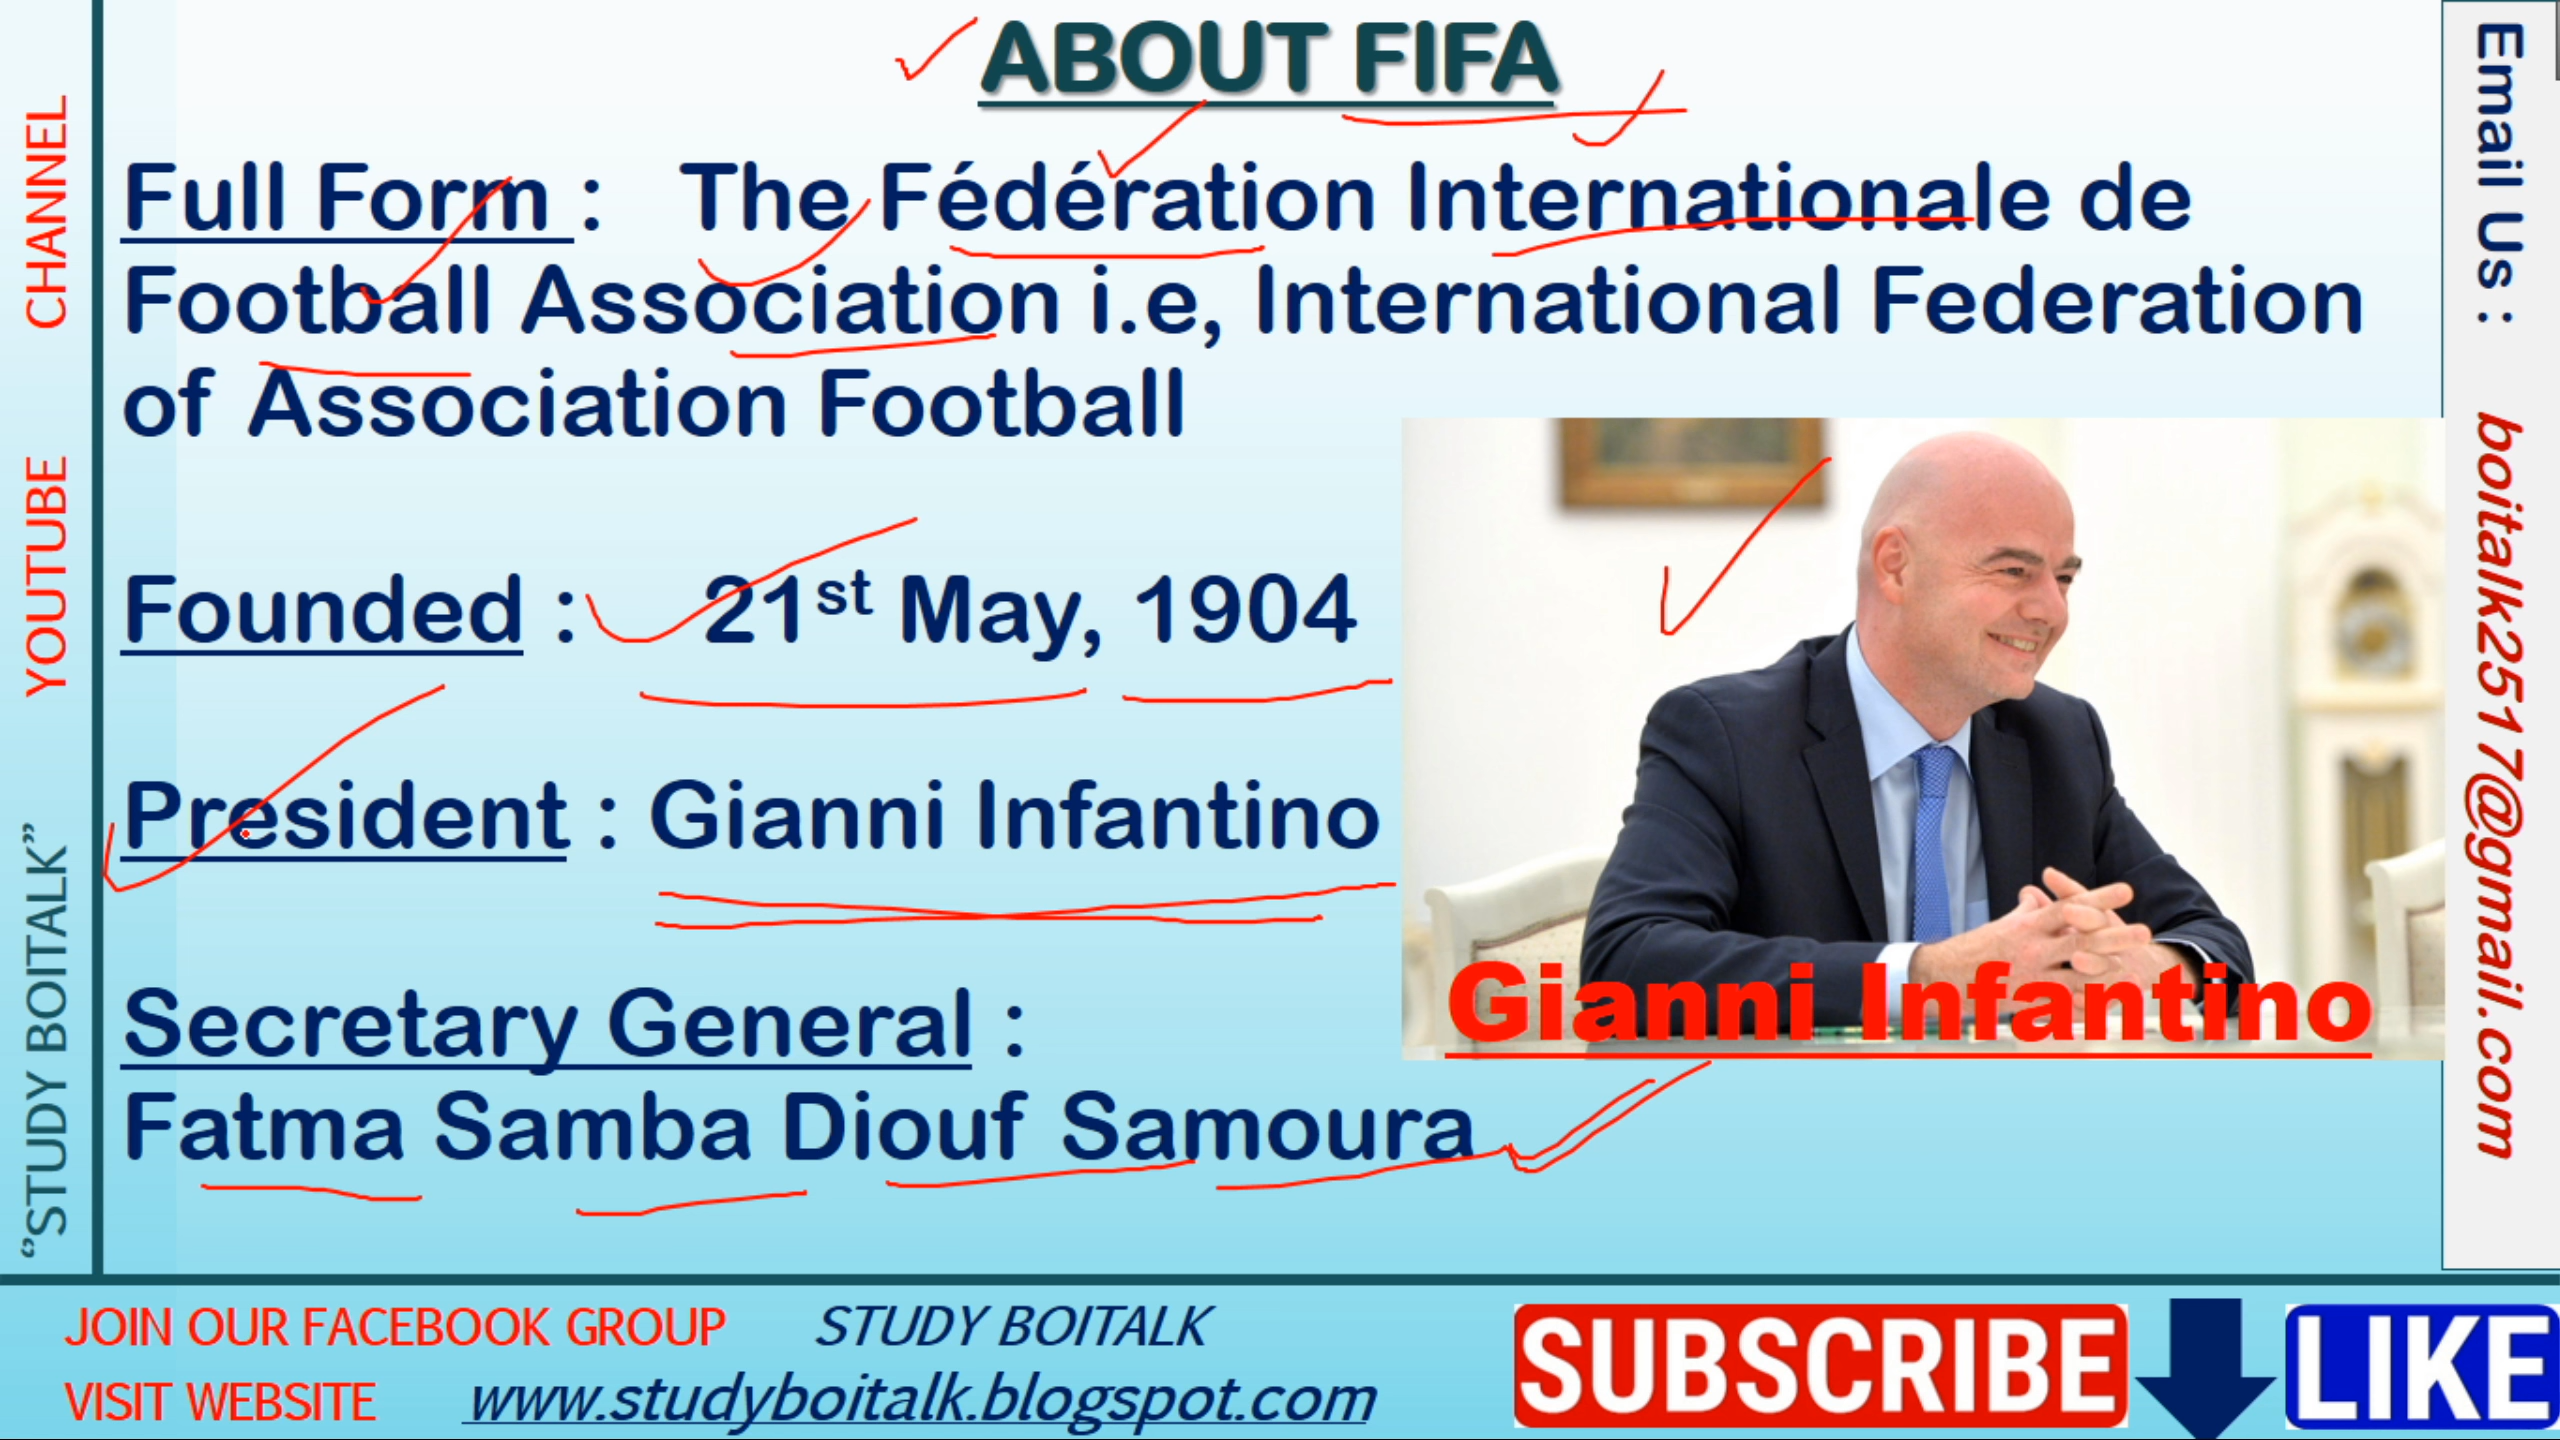 ABOUT FIFA
Full Form : The Fédération Internationale de
Football Association i.e, International Federation
of Association Football
Founded : 21st May, 1904
President : Gianni Infantino
Secretary General :
Fatma Samba Diouf Samoura
Gianni Infantino
"STUDY BOITALK" YOUTUBE CHANNEL
Email Us : boitalk2517@gmail.com
JOIN OUR FACEBOOK GROUP STUDY BOITALK
VISIT WEBSITE www.studyboitalk.blogspot.com
SUBSCRIBE
LIKE